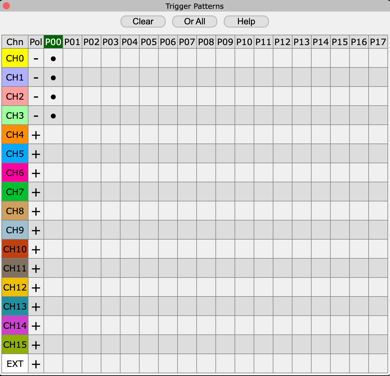 Trigger Patterns
Clear Or All Help
Chn Pol P00 P01 P02 P03 P04 P05 P06 P07 P08 P09 P10 P11 P12 P13 P14 P15 P16 P17
CH0 - •
CH1 - •
CH2 - •
CH3 - •
CH4 +
CH5 +
CH6 +
CH7 +
CH8 +
CH9 +
CH10 +
CH11 +
CH12 +
CH13 +
CH14 +
CH15 +
EXT +